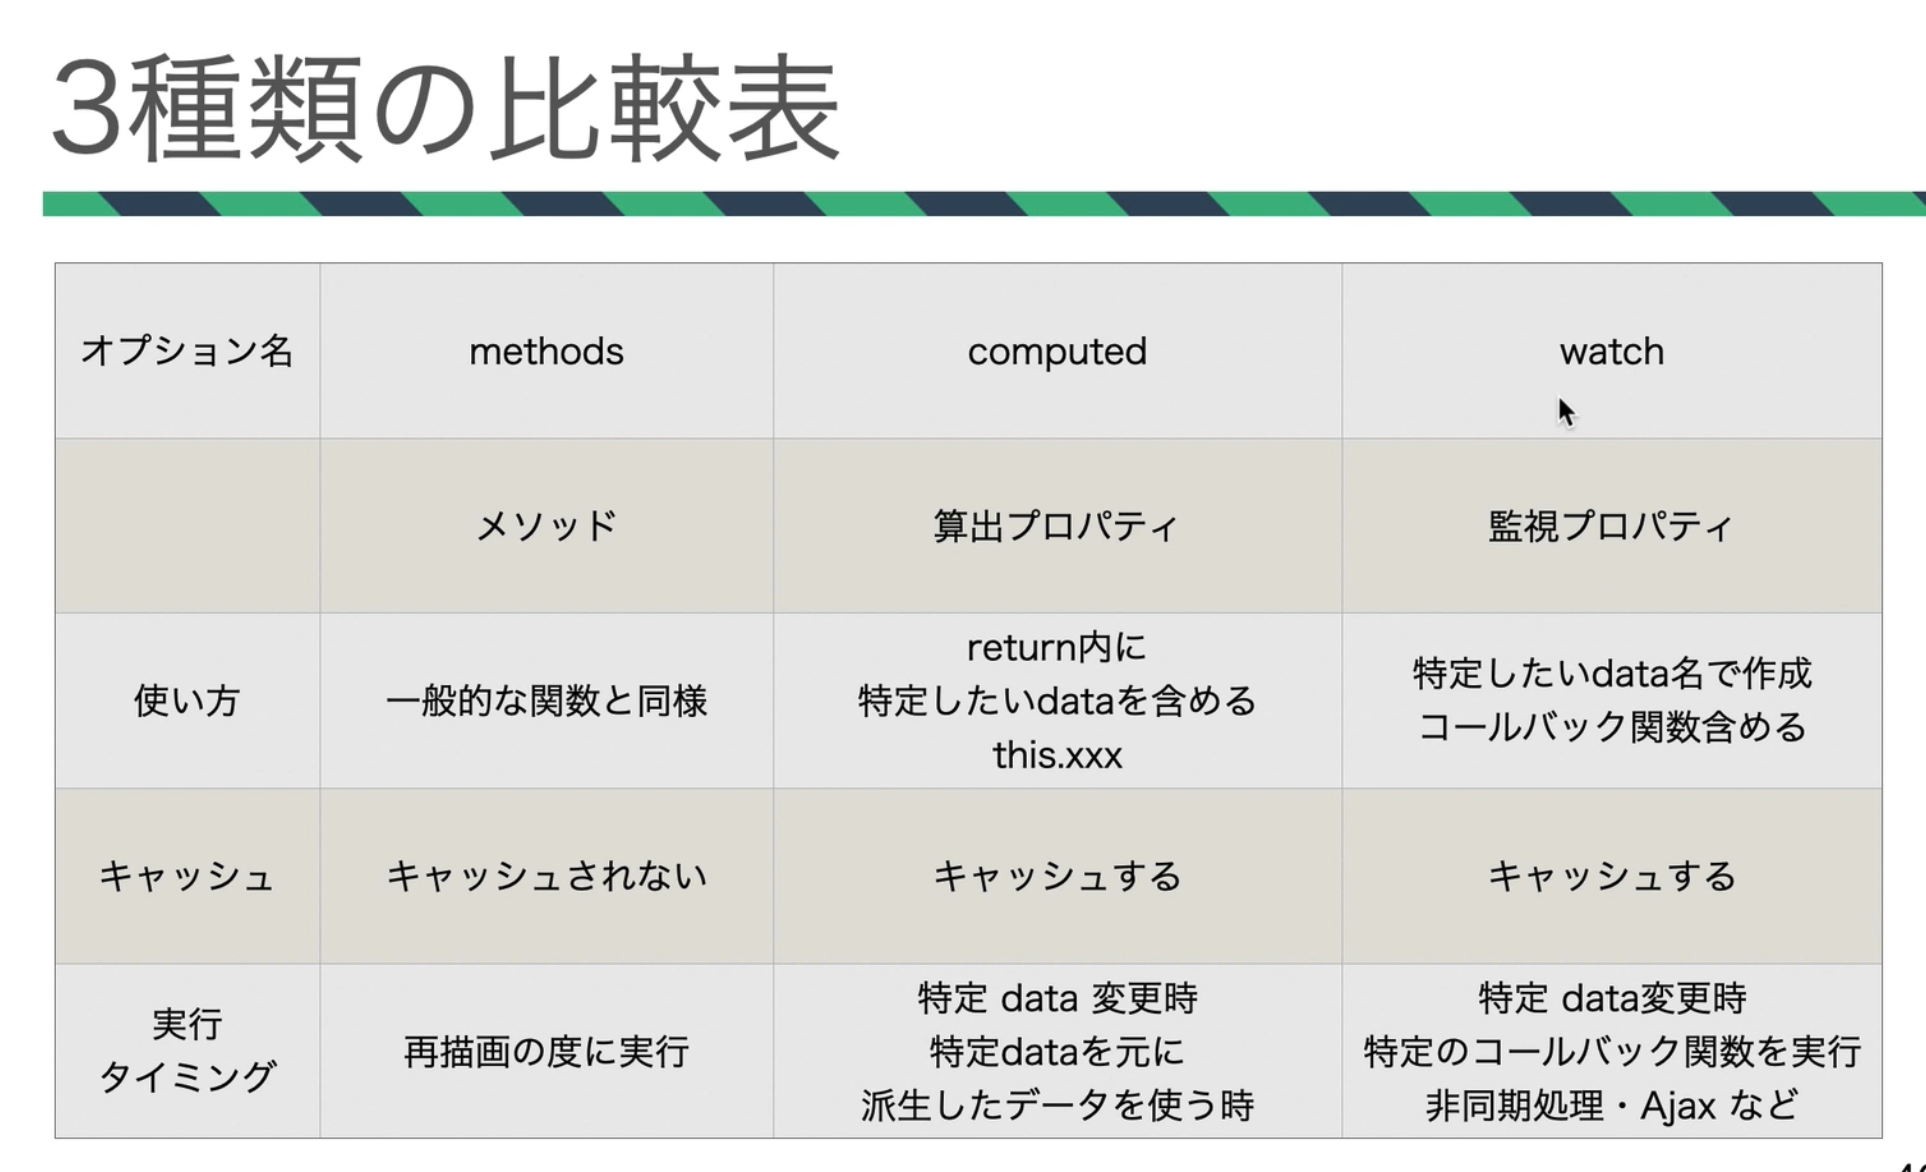 3種類の比較表
オプション名
methods
computed
watch
メソッド
算出プロパティ
監視プロパティ
使い方
一般的な関数と同様
return内に
特定したいdataを含める
this.xxx
特定したいdata名で作成
コールバック関数含める
キャッシュ
キャッシュされない
キャッシュする
キャッシュする
実行
タイミング
再描画の度に実行
特定 data 変更時
特定dataを元に
派生したデータを使う時
特定 data変更時
特定のコールバック関数を実行
非同期処理・Ajax など